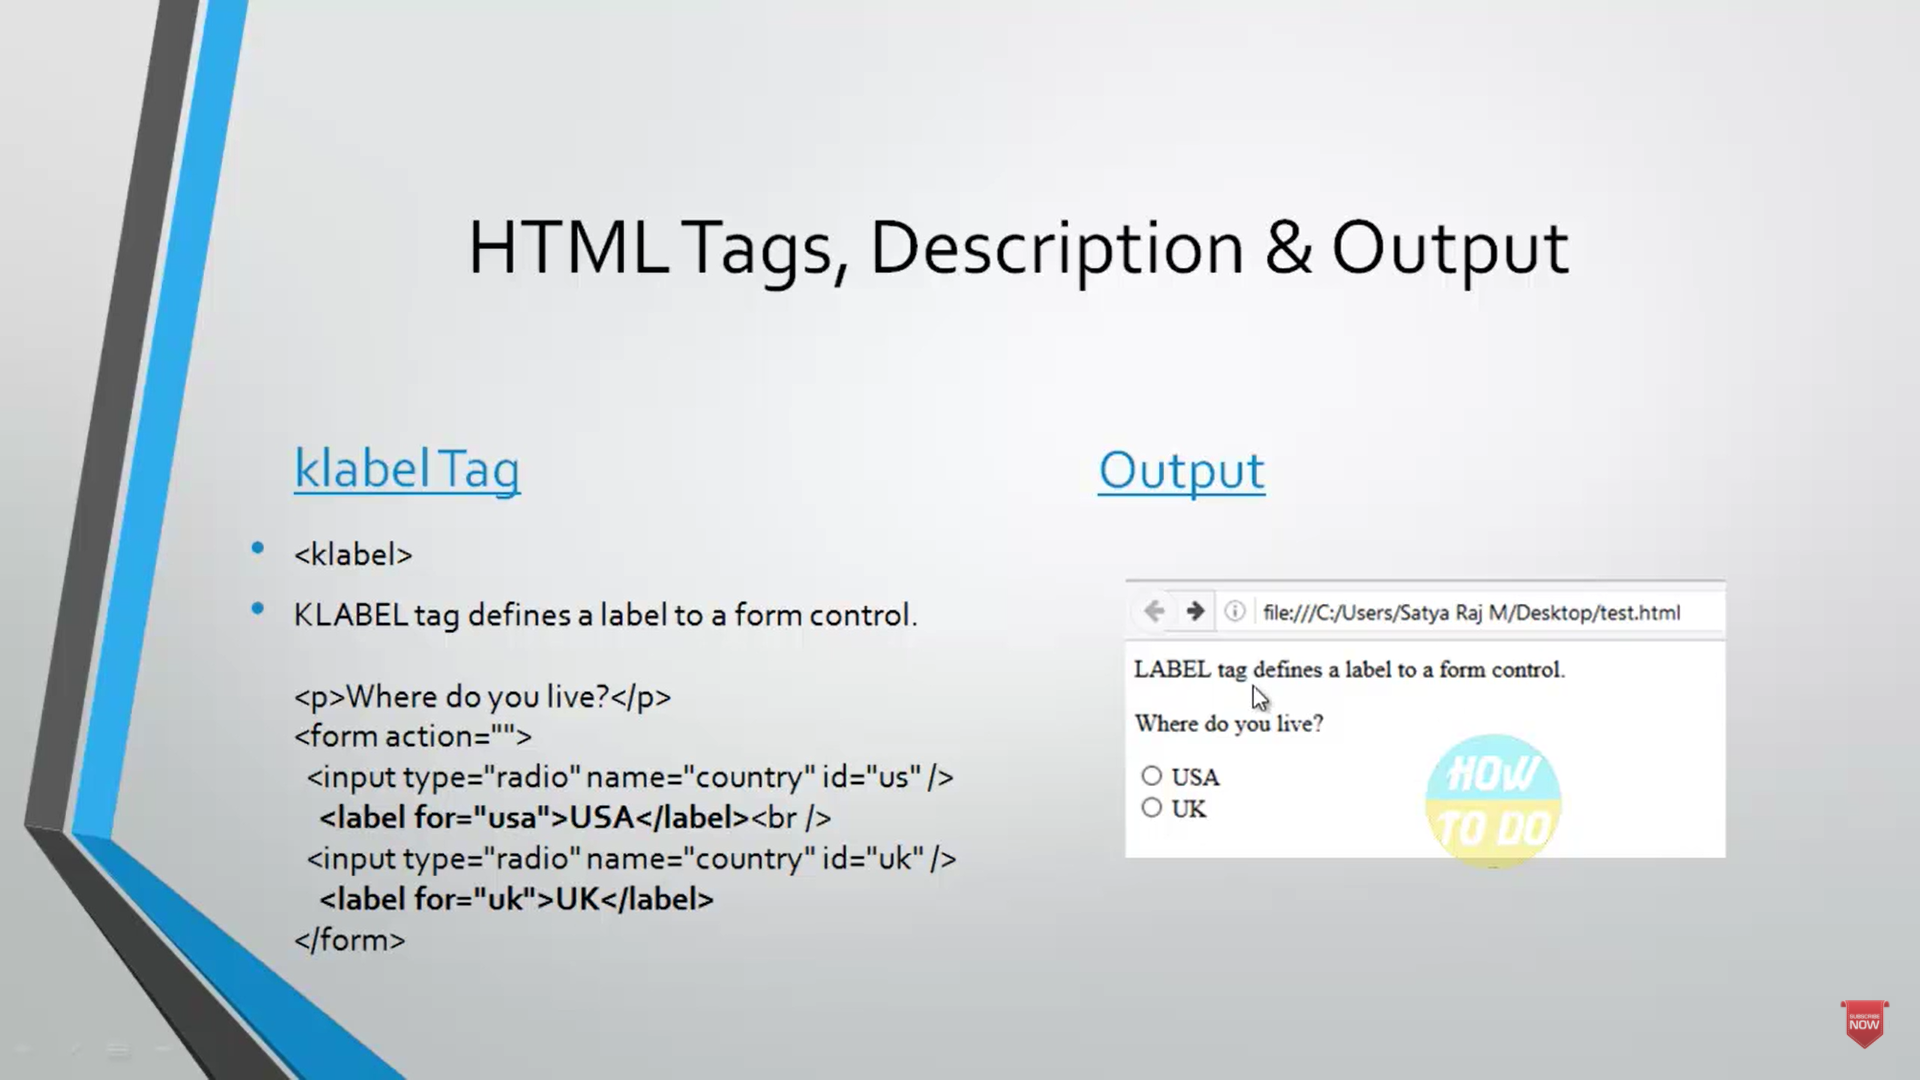 HTML Tags, Description & Output
klabel Tag
<klabel>
KLABEL tag defines a label to a form control.
<p>Where do you live?</p>
<form action="">
<input type="radio" name="country" id="us" />
<label for="usa">USA</label><br />
<input type="radio" name="country" id="uk" />
<label for="uk">UK</label>
</form>
Output
file:///C:/Users/Satya Raj M/Desktop/test.html
LABEL tag defines a label to a form control.
Where do you live?
USA
UK
HOW
TO DO
SUBSCRIBE
NOW